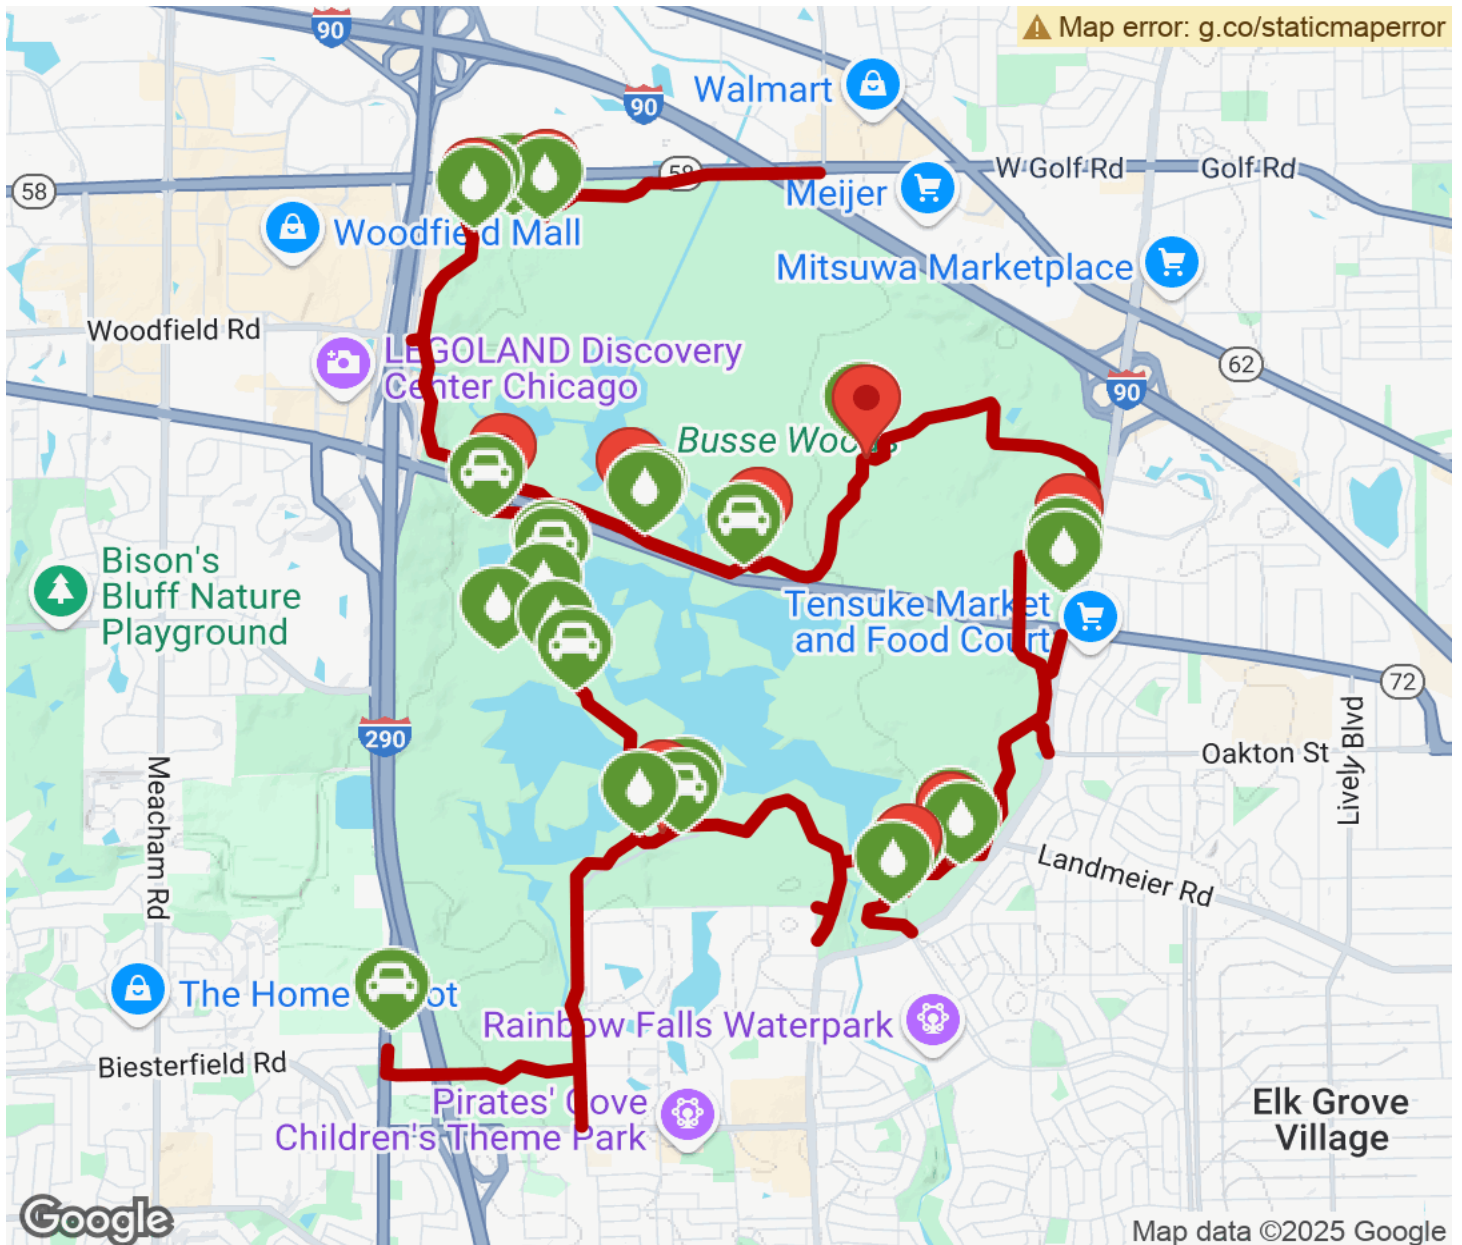 90
Map error: g.co/staticmaperror
Walmart
90
58
W Golf Rd
Golf Rd
58
Meijer
Woodfield Mall
Mitsuwa Marketplace
Woodfield Rd
LEGOLAND Discovery
Center Chicago
62
90
Busse Woods
Bison's
Bluff Nature
Playground
Tensuke Market
and Food Court
72
290
Oakton St
Lively Blvd
Meacham Rd
Landmeier Rd
The Home
ot
Rainbow Falls Waterpark
Biesterfield Rd
Pirates' Cove
Children's Theme Park
Elk Grove
Village
Google
Map data ©2025 Google